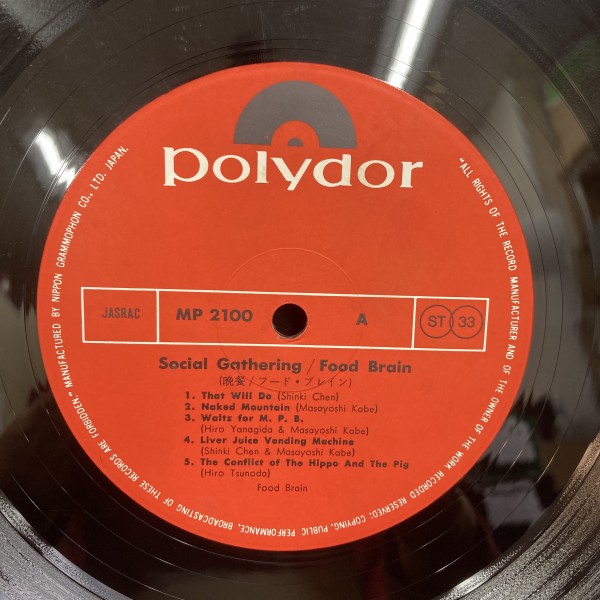 polydor
JASRAC
MP 2100
A
ST 33
Social Gathering / Food Brain
(晩餐/フード・ブレイン)
1. That Will Do (Shinki Chen)
2. Naked Mountain (Masayoshi Kabe)
3. Waltz for M. P. B.
(Hiro Yanagida & Masayoshi Kabe)
4. Liver Juice Vending Machine
(Shinki Chen & Masayoshi Kabe)
5. The Conflict of The Hippo And The Pig
(Hiro Tsunoda)
Food Brain
"ALL RIGHTS OF THE RECORD MANUFACTURER AND OF THE OWNER OF THE WORK RECORDED RESERVED; COPYING, PUBLIC PERFORMANCE, BROADCASTING OF THESE RECORDS ARE FORBIDDEN." MANUFACTURED BY NIPPON GRAMMOPHON CO., LTD. JAPAN.